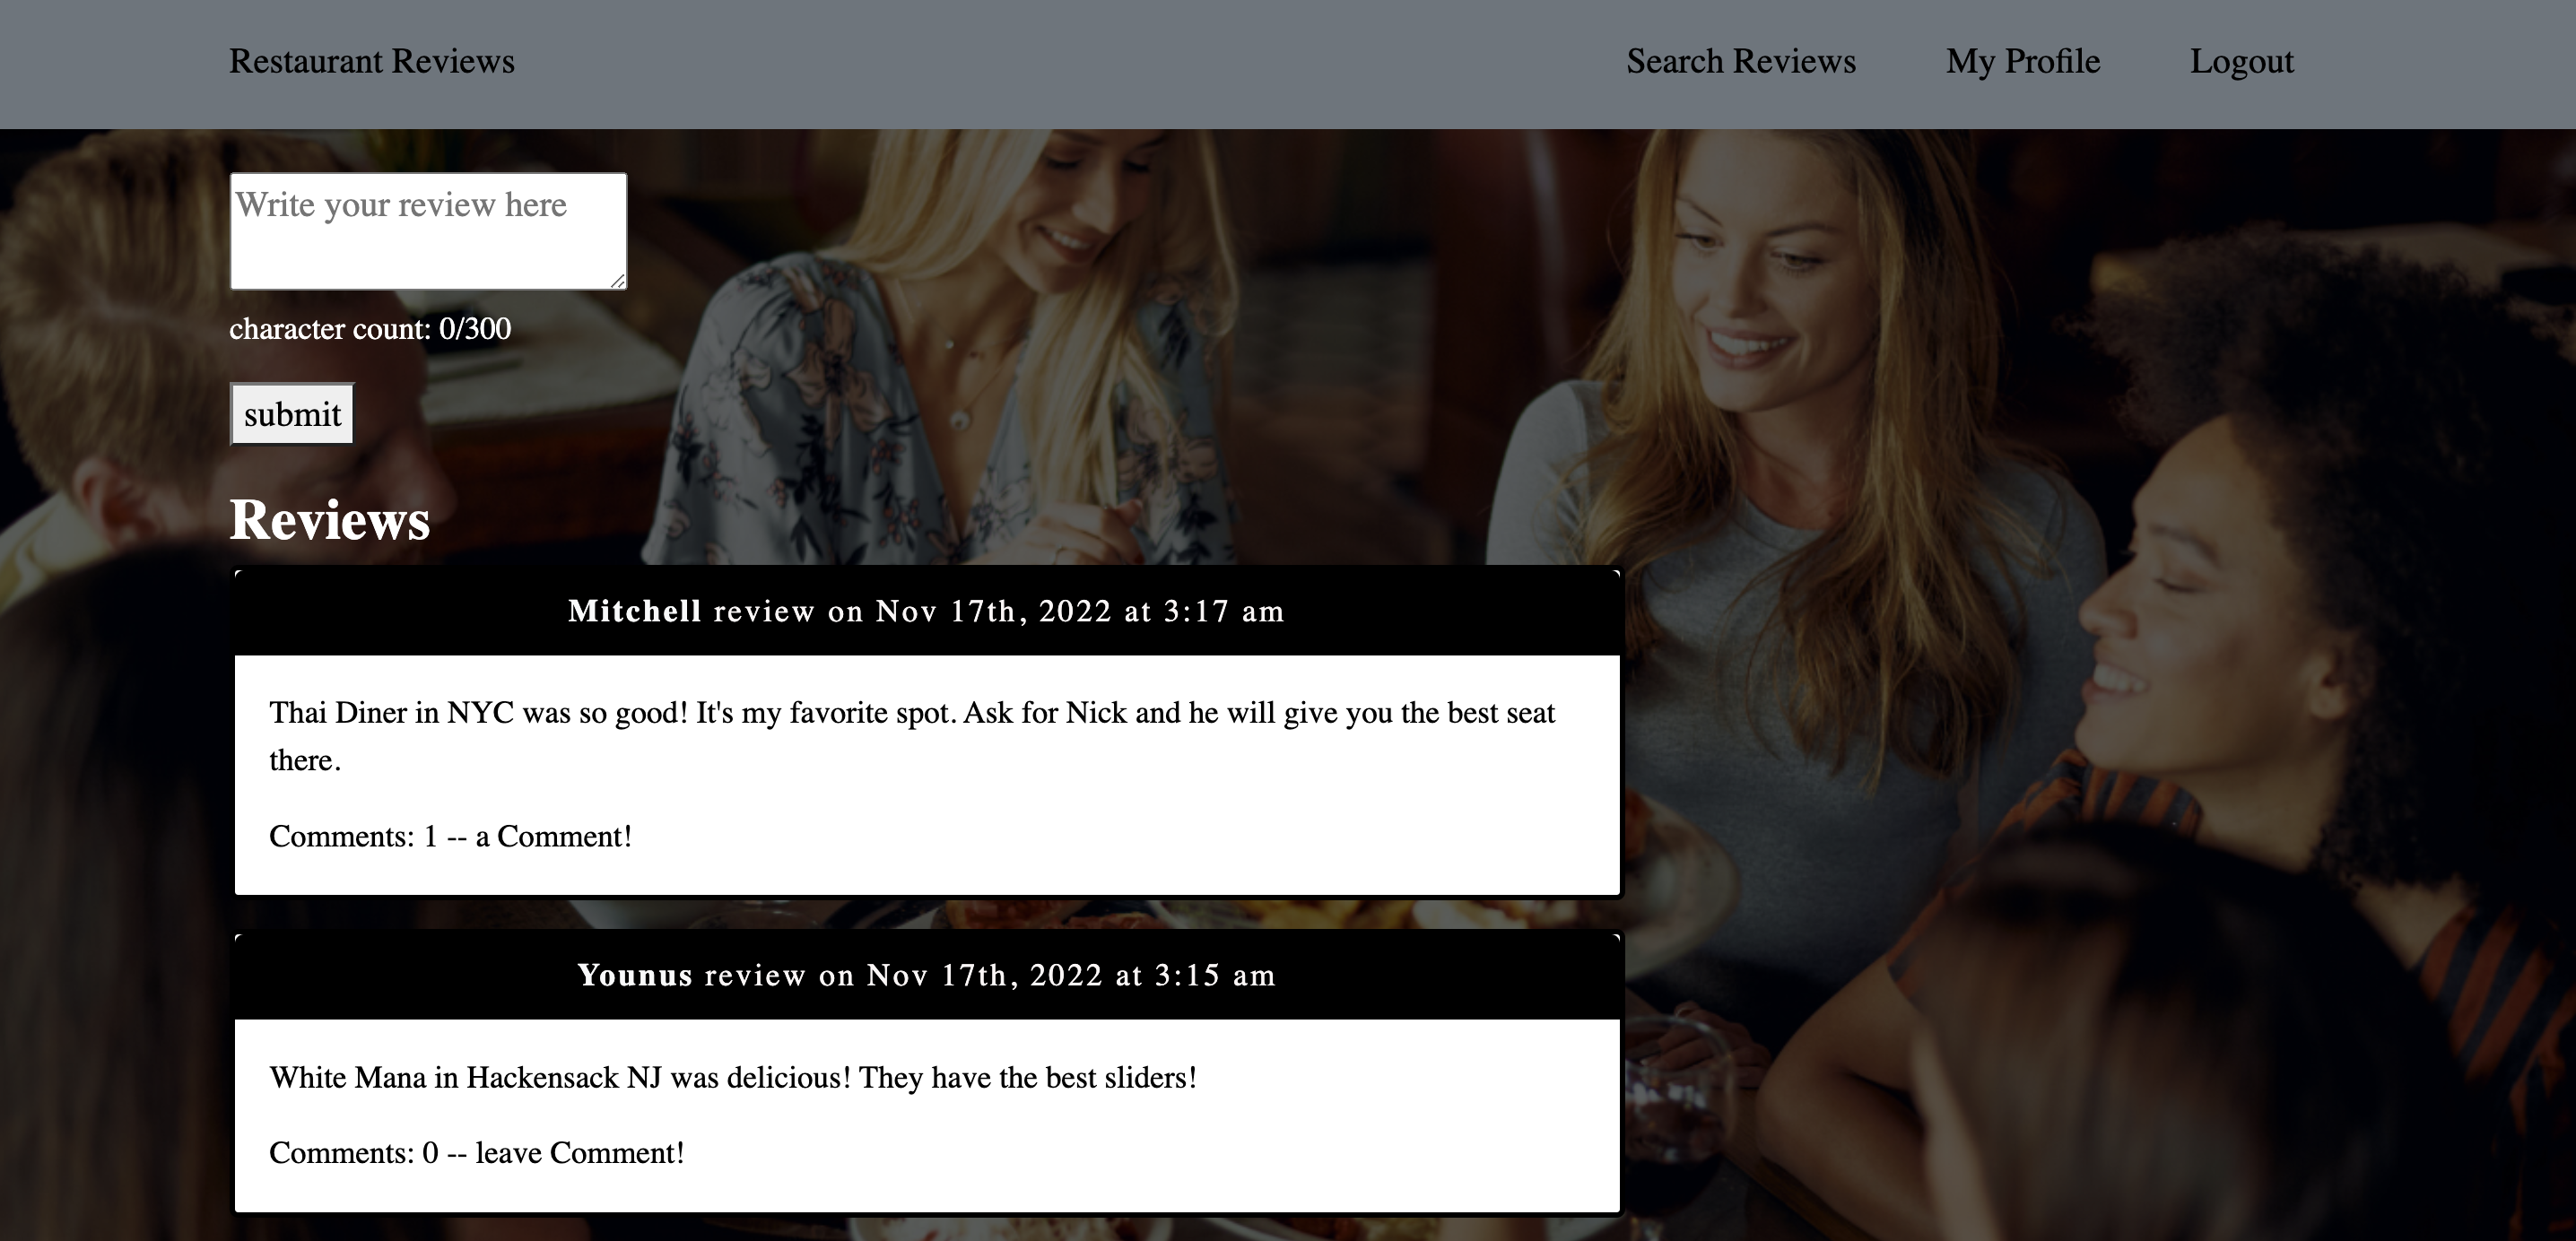 Restaurant Reviews Search Reviews My Profile Logout
Write your review here
character count: 0/300
submit
Reviews
Mitchell review on Nov 17th, 2022 at 3:17 am
Thai Diner in NYC was so good! It's my favorite spot. Ask for Nick and he will give you the best seat
there.
Comments: 1 -- a Comment!
Younus review on Nov 17th, 2022 at 3:15 am
White Mana in Hackensack NJ was delicious! They have the best sliders!
Comments: 0 -- leave Comment!